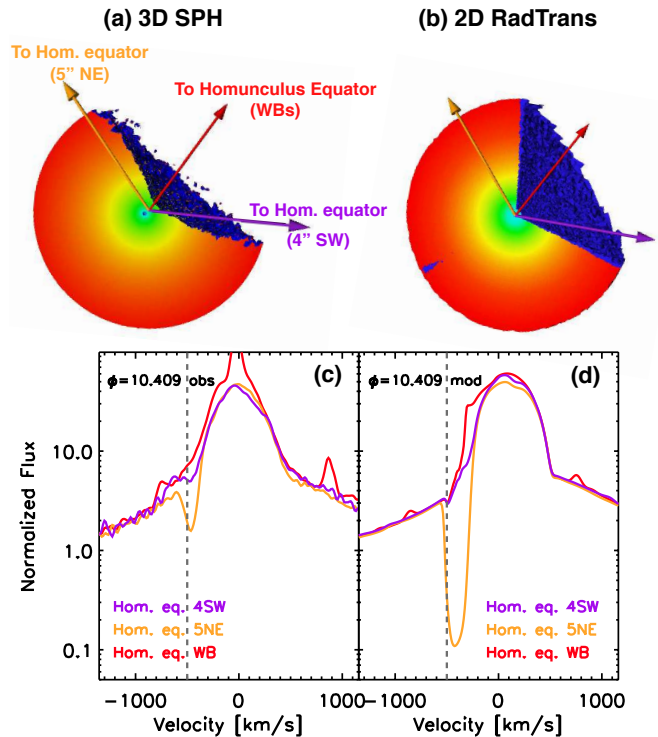 (a) 3D SPH
(b) 2D RadTrans
To Hom. equator
(5" NE)
To Homunculus Equator
(WBs)
To Hom. equator
(4" SW)
ϕ=10.409 obs
(c)
ϕ=10.409 mod
(d)
Normalized Flux
10.0
1.0
0.1
Hom. eq. 4SW
Hom. eq. 5NE
Hom. eq. WB
Hom. eq. 4SW
Hom. eq. 5NE
Hom. eq. WB
−1000 0 1000
−1000 0 1000
Velocity [km/s]
Velocity [km/s]